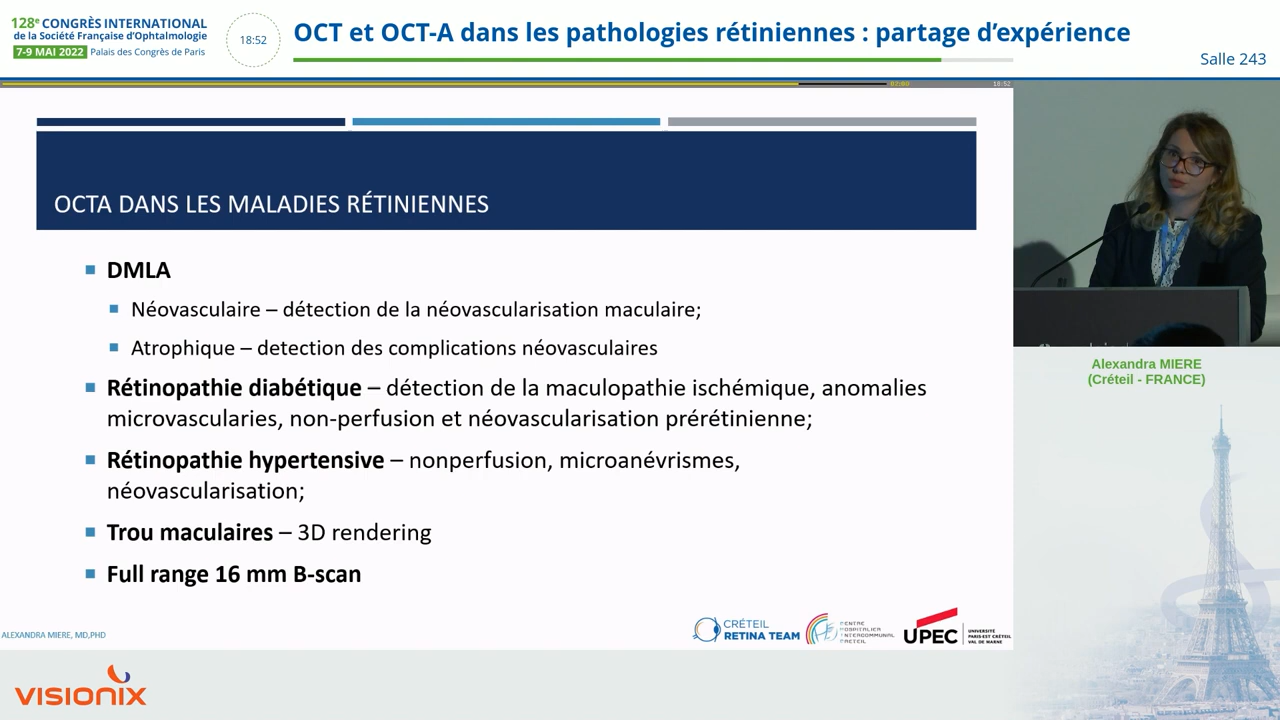 128e CONGRÈS INTERNATIONAL
de la Société Française d'Ophtalmologie
7-9 MAI 2022 Palais des Congrès de Paris
18:52
OCT et OCT-A dans les pathologies rétiniennes : partage d'expérience
Salle 243
18:52
OCTA DANS LES MALADIES RÉTINIENNES
DMLA
Néovasculaire – détection de la néovascularisation maculaire;
Atrophique – detection des complications néovasculaires
Rétinopathie diabétique – détection de la maculopathie ischémique, anomalies
microvascularies, non-perfusion et néovascularisation prérétinienne;
Rétinopathie hypertensive – nonperfusion, microanévrismes,
néovascularisation;
Trou maculaires – 3D rendering
Full range 16 mm B-scan
Alexandra MIERE
(Créteil - FRANCE)
ALEXANDRA MIERE, MD,PHD
CRÉTEIL
RETINA TEAM
UPEC
UNIVERSITÉ
PARIS-EST CRÉTEIL
VAL DE MARNE
VISIONIX